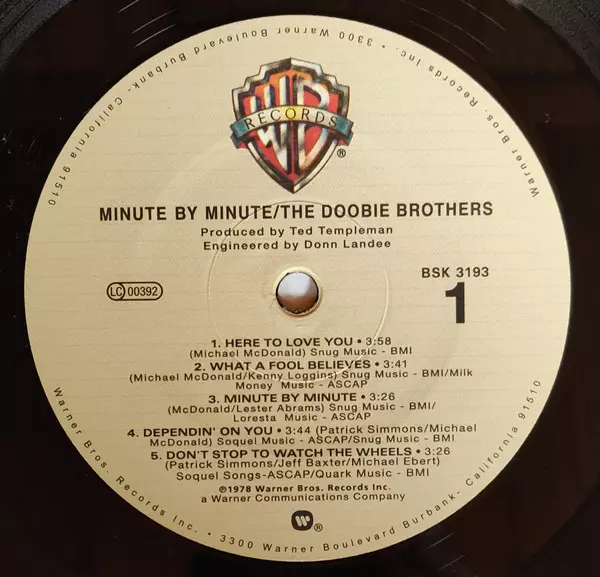 Warner Bros. Records Inc. • 3300 Warner Boulevard Burbank- California 91510
WB
RECORDS
®
MINUTE BY MINUTE/THE DOOBIE BROTHERS
Produced by Ted Templeman
Engineered by Donn Landee
BSK 3193
LC 00392
1
1. HERE TO LOVE YOU • 3:58
(Michael McDonald) Snug Music - BMI
2. WHAT A FOOL BELIEVES • 3:41
(Michael McDonald/Kenny Loggins) Snug Music - BMI/Milk
Money Music - ASCAP
3. MINUTE BY MINUTE • 3:26
(McDonald/Lester Abrams) Snug Music - BMI/
Loresta Music - ASCAP
4. DEPENDIN' ON YOU • 3:44 (Patrick Simmons/Michael
McDonald) Soquel Music - ASCAP/Snug Music - BMI
5. DON'T STOP TO WATCH THE WHEELS • 3:26
(Patrick Simmons/Jeff Baxter/Michael Ebert)
Soquel Songs-ASCAP/Quark Music - BMI
℗1978 Warner Bros. Records Inc.
a Warner Communications Company
®
Warner Bros. Records Inc. • 3300 Warner Boulevard Burbank- California 91510